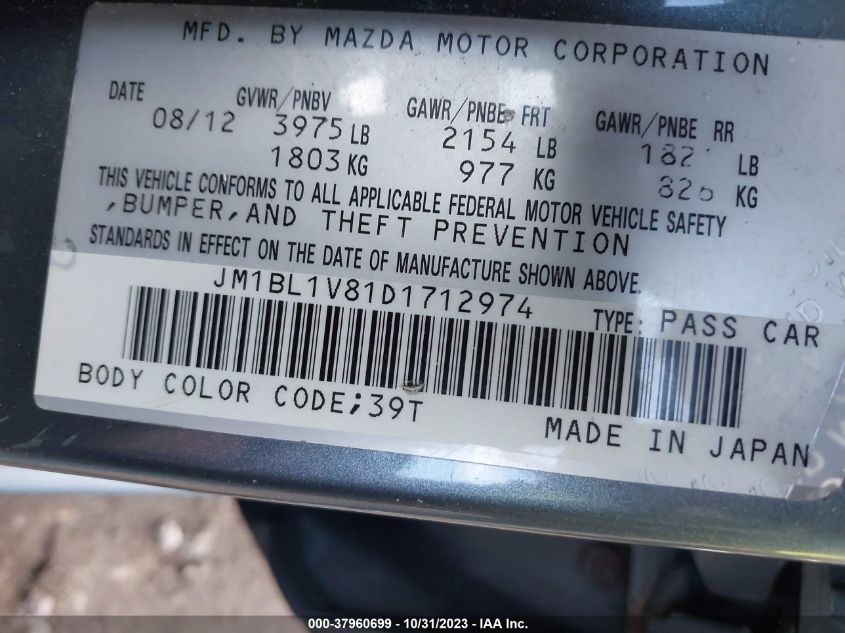 MFD. BY MAZDA MOTOR CORPORATION
DATE GVWR/PNBV GAWR/PNBE FRT GAWR/PNBE RR
08/12 3975 LB 2154 LB LB
1803 KG 977 KG KG
THIS VEHICLE CONFORMS TO ALL APPLICABLE FEDERAL MOTOR VEHICLE SAFETY
,BUMPER,AND THEFT PREVENTION
STANDARDS IN EFFECT ON THE DATE OF MANUFACTURE SHOWN ABOVE.
JM1BL1V81D1712974 TYPE: PASS CAR
BODY COLOR CODE;39T
MADE IN JAPAN
000-37960699 - 10/31/2023 - IAA Inc.